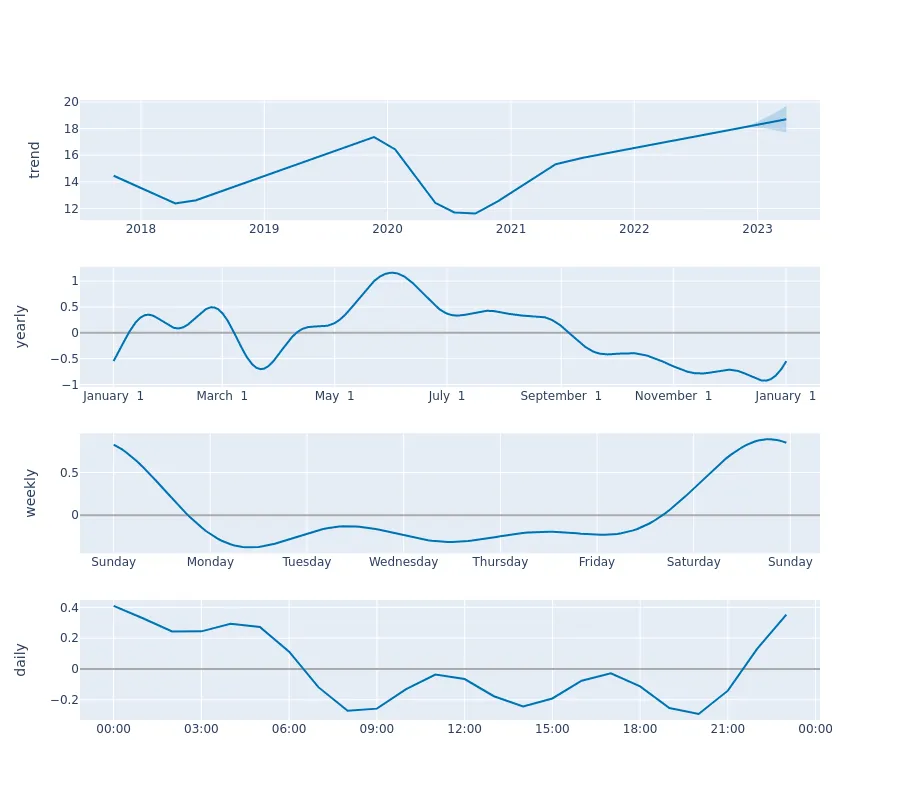 trend
20
18
16
14
12
2018 2019 2020 2021 2022 2023
yearly
1
0.5
0
−0.5
−1
January 1 March 1 May 1 July 1 September 1 November 1 January 1
weekly
0.5
0
Sunday Monday Tuesday Wednesday Thursday Friday Saturday Sunday
daily
0.4
0.2
0
−0.2
00:00 03:00 06:00 09:00 12:00 15:00 18:00 21:00 00:00